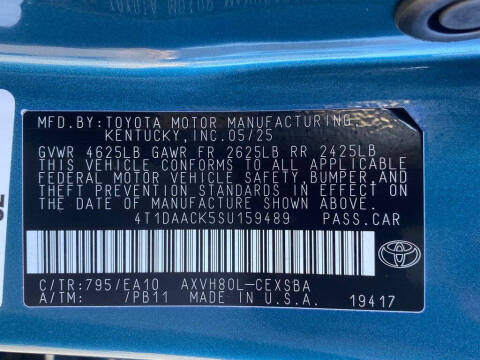 MFD.BY:TOYOTA MOTOR MANUFACTURING
KENTUCKY,INC.05/25
GVWR 4625LB GAWR FR 2625LB RR 2425LB
THIS VEHICLE CONFORMS TO ALL APPLICABLE
FEDERAL MOTOR VEHICLE SAFETY,BUMPER,AND
THEFT PREVENTION STANDARDS IN EFFECT ON
THE DATE OF MANUFACTURE SHOWN ABOVE.
4T1DAACK5SU159489 PASS.CAR
C/TR:795/EA10 AXVH80L-CEXSBA
A/TM: /PB11 MADE IN U.S.A. 19417